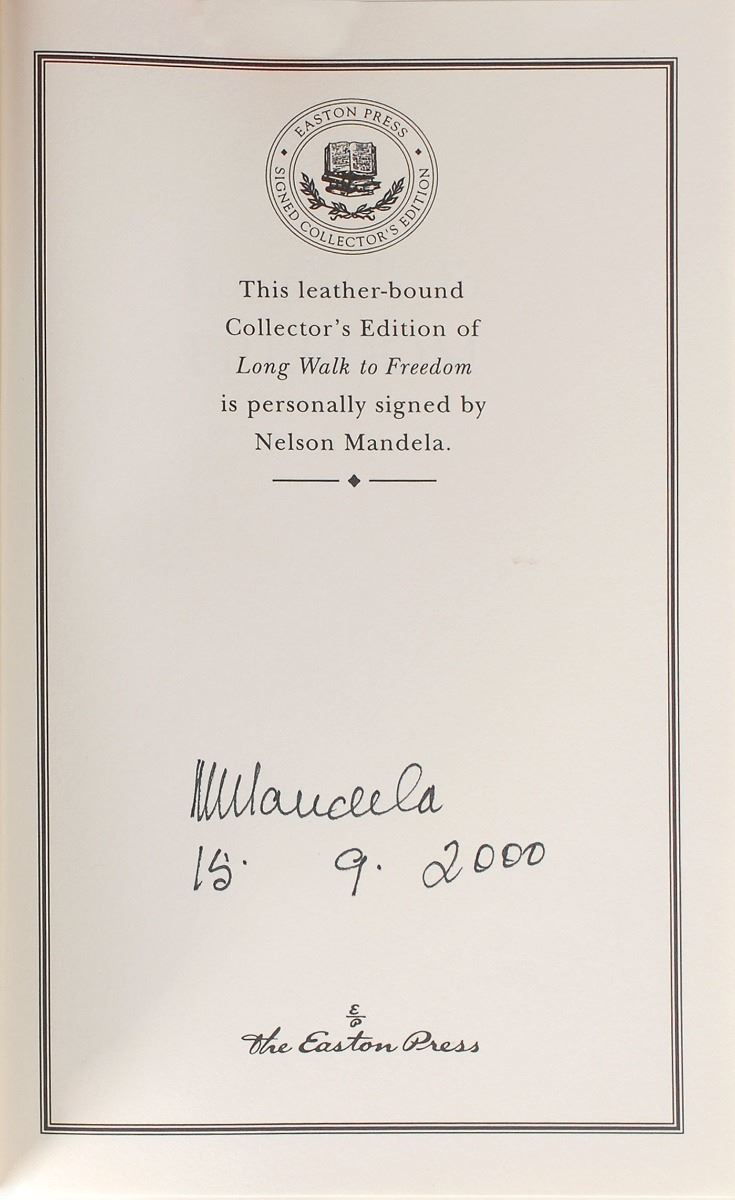 EASTON PRESS
SIGNED COLLECTOR'S EDITION
This leather-bound
Collector's Edition of
Long Walk to Freedom
is personally signed by
Nelson Mandela.
NMandela
15. 9. 2000
E
P
The Easton Press